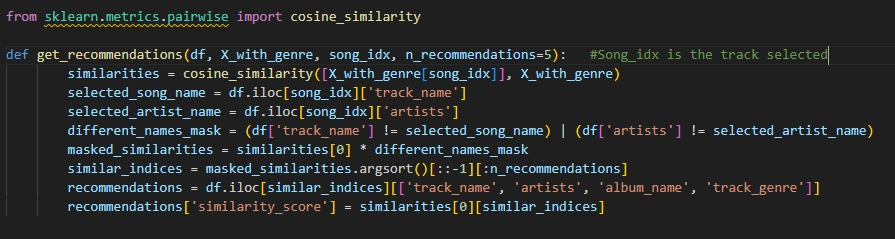 from sklearn.metrics.pairwise import cosine_similarity
def get_recommendations(df, X_with_genre, song_idx, n_recommendations=5):   #Song_idx is the track selected
        similarities = cosine_similarity([X_with_genre[song_idx]], X_with_genre)
        selected_song_name = df.iloc[song_idx]['track_name']
        selected_artist_name = df.iloc[song_idx]['artists']
        different_names_mask = (df['track_name'] != selected_song_name) | (df['artists'] != selected_artist_name)
        masked_similarities = similarities[0] * different_names_mask
        similar_indices = masked_similarities.argsort()[::-1][:n_recommendations]
        recommendations = df.iloc[similar_indices][['track_name', 'artists', 'album_name', 'track_genre']]
        recommendations['similarity_score'] = similarities[0][similar_indices]